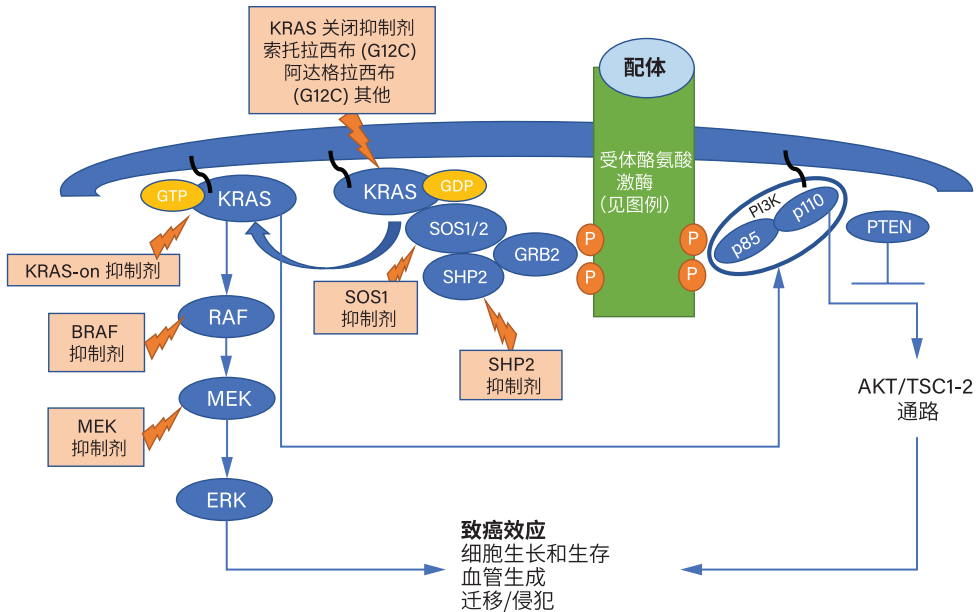 KRAS 关闭抑制剂
索托拉西布 (G12C)
阿达格拉西布
(G12C) 其他
配体
受体酪氨酸
激酶
（见图例）
GTP
KRAS
KRAS
GDP
SOS1/2
SHP2
GRB2
P
P
P
P
PI3K
p85
p110
PTEN
KRAS-on 抑制剂
SOS1
抑制剂
SHP2
抑制剂
BRAF
抑制剂
RAF
MEK
抑制剂
MEK
ERK
AKT/TSC1-2
通路
致癌效应
细胞生长和生存
血管生成
迁移/侵犯